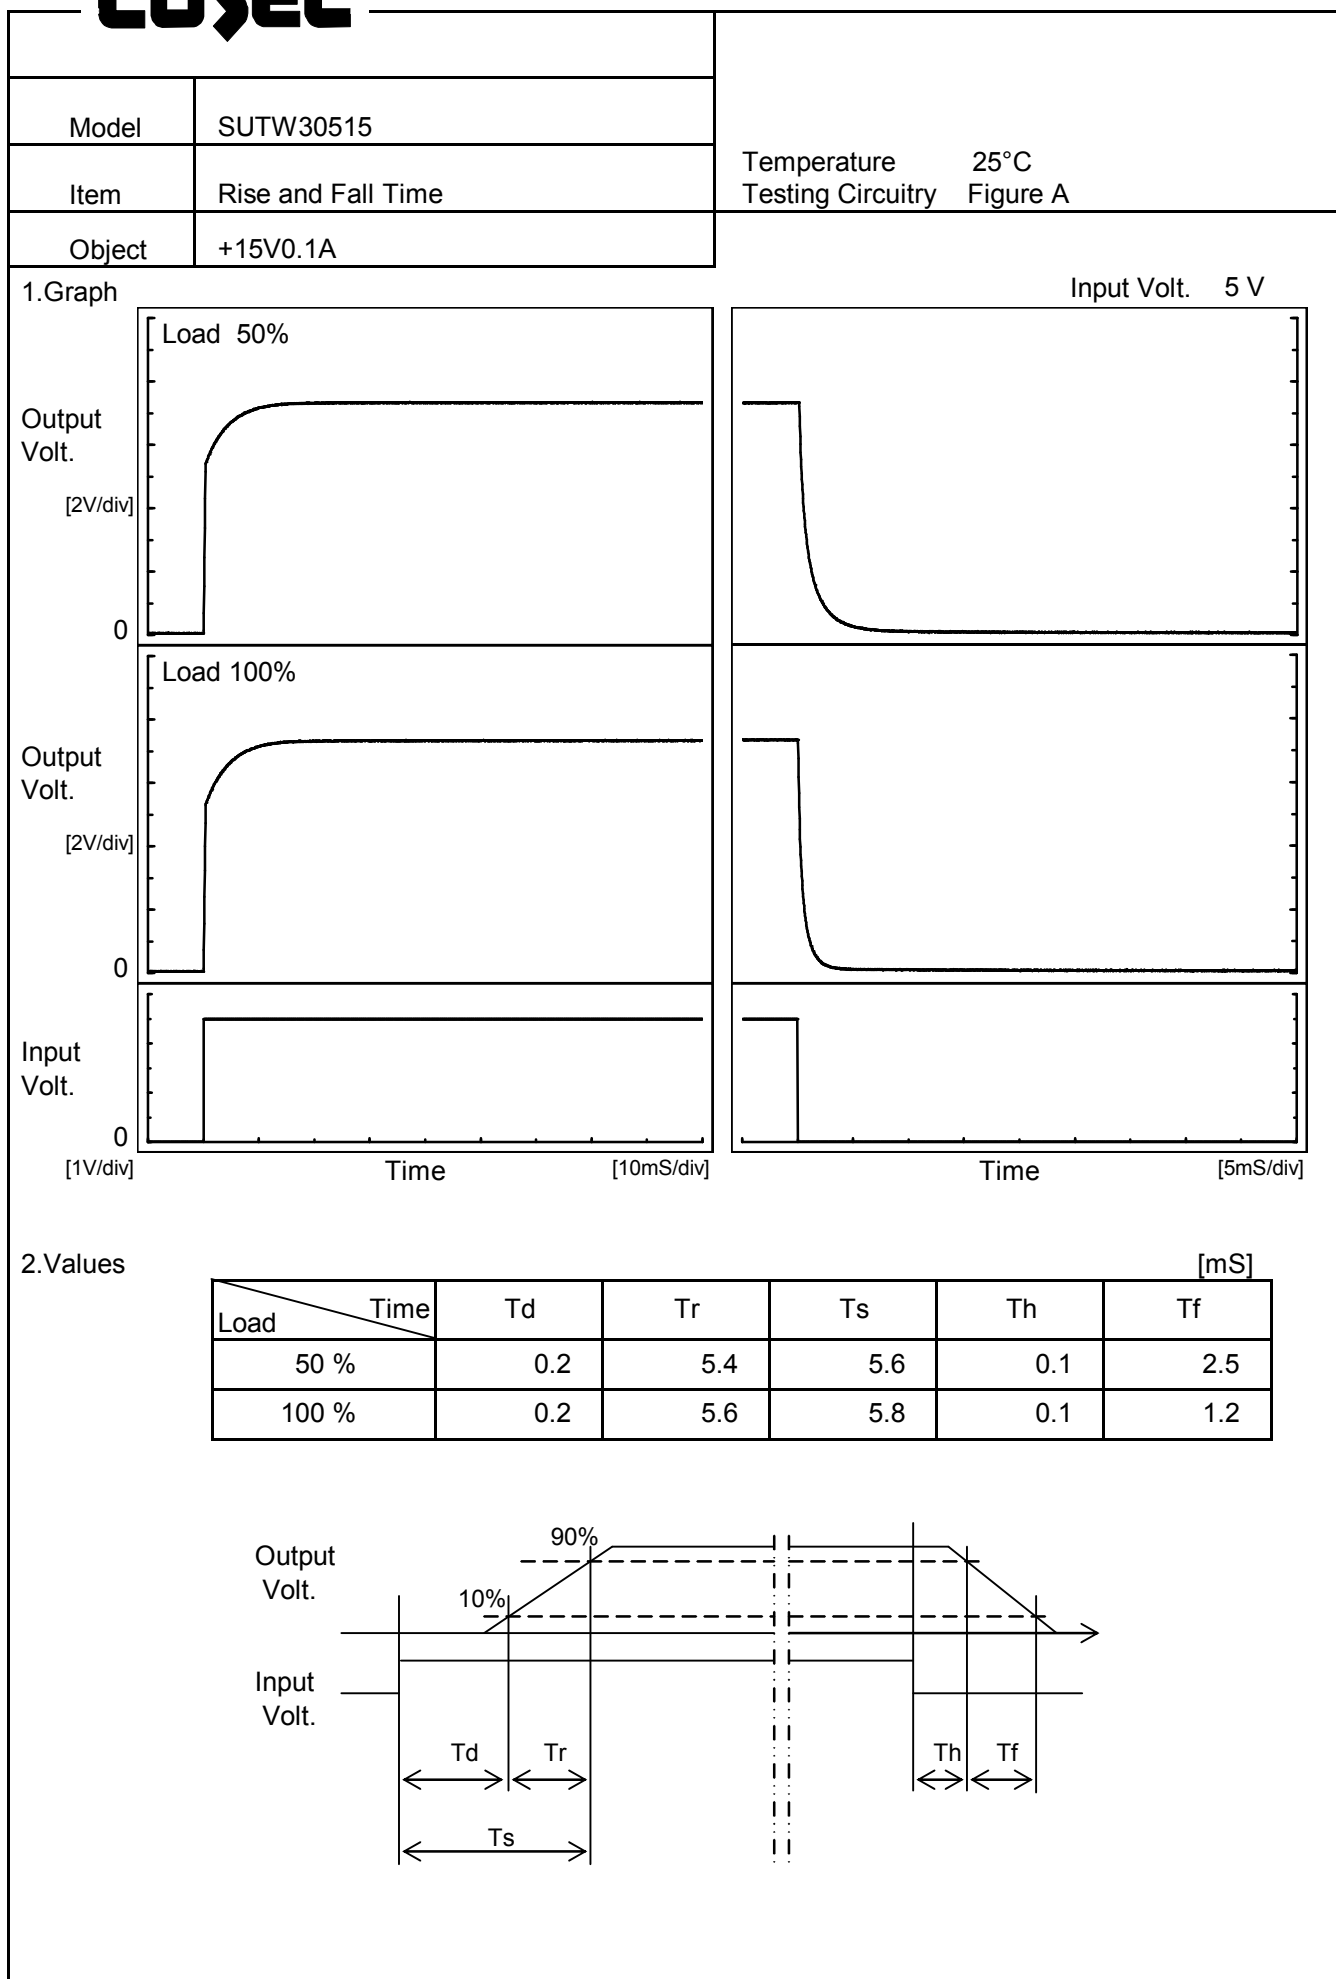 Model SUTW30515
Item Rise and Fall Time
Object +15V0.1A
Temperature 25°C
Testing Circuitry Figure A
1.Graph
Input Volt. 5 V
Load 50%
Output
Volt.
[2V/div]
0
Load 100%
Output
Volt.
[2V/div]
0
Input
Volt.
0
[1V/div] Time [10mS/div] Time [5mS/div]
2.Values [mS]
Load Time Td Tr Ts Th Tf
50 % 0.2 5.4 5.6 0.1 2.5
100 % 0.2 5.6 5.8 0.1 1.2
Output
Volt.
90%
10%
Input
Volt.
Td Tr Th Tf
Ts